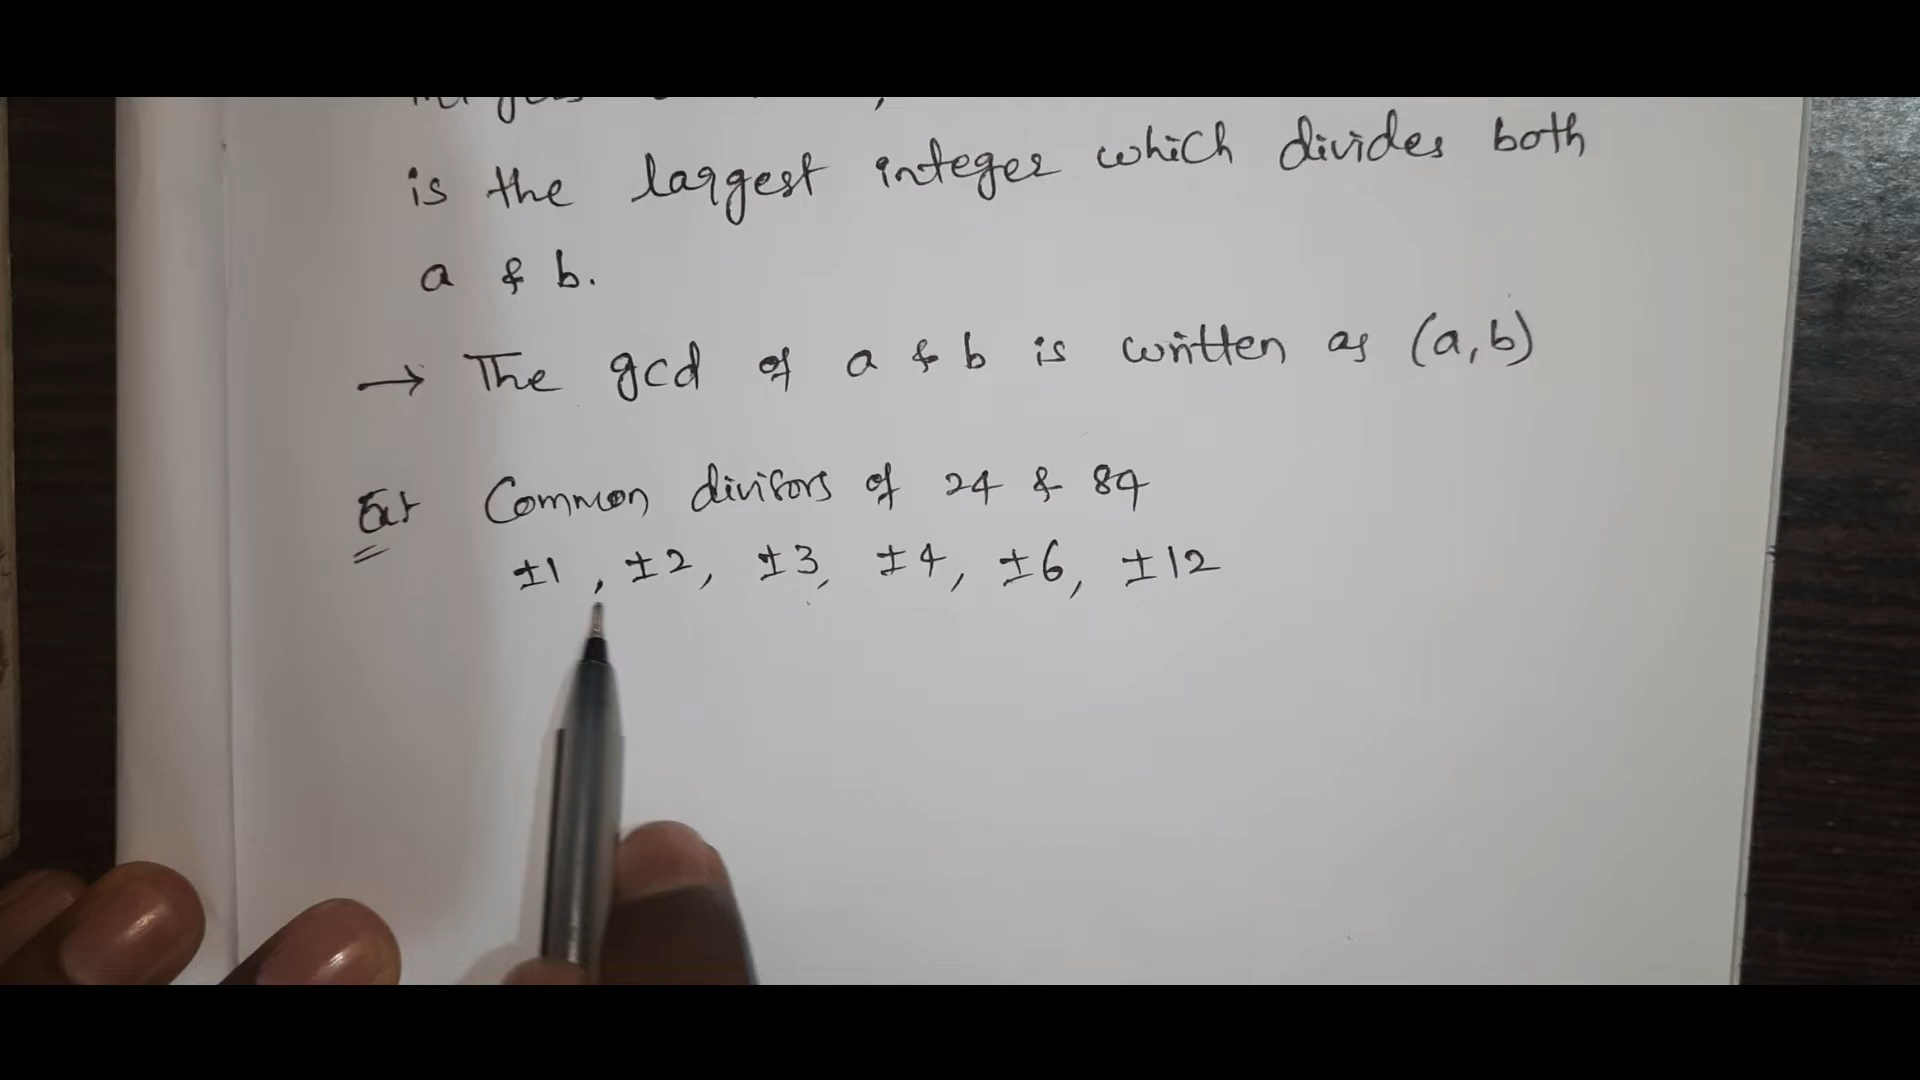 is the largest integer which divides both
a & b.
→ The gcd of a & b is written as (a, b)
Ex: Common divisors of 24 & 84
±1, ±2, ±3, ±4, ±6, ±12